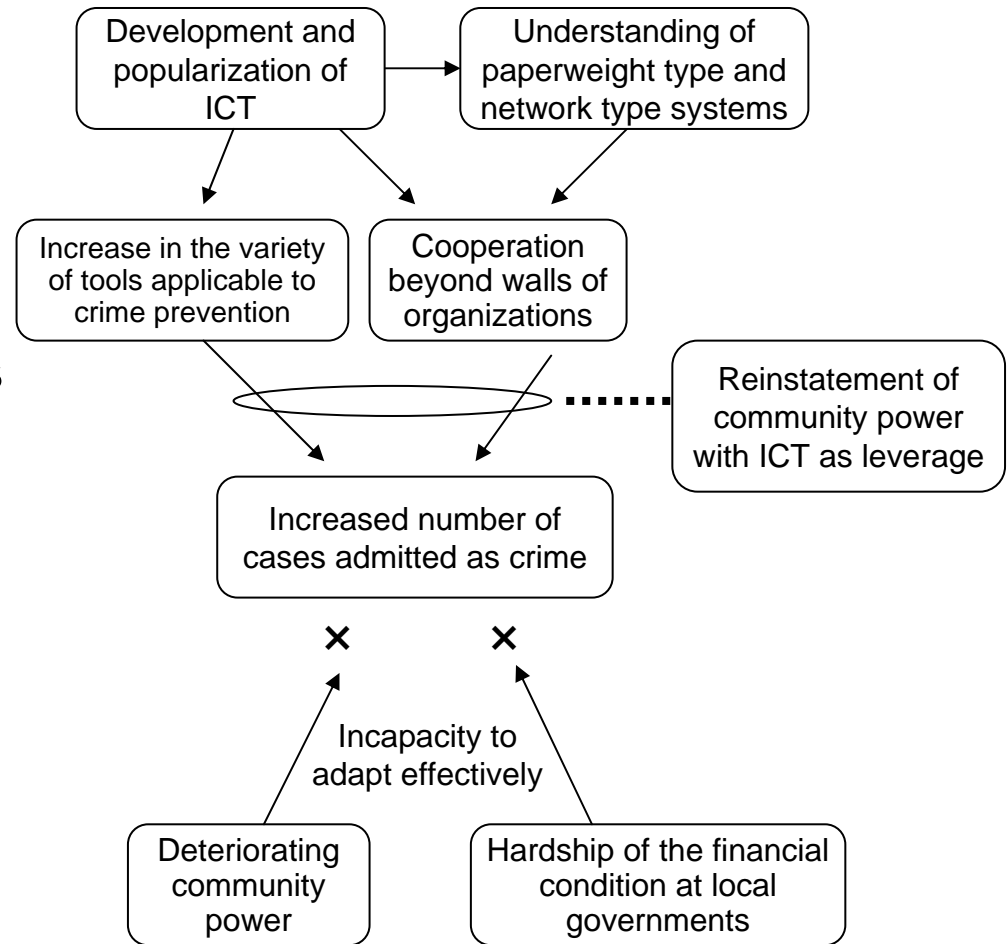 Development and
popularization of
ICT
Understanding of
paperweight type and
network type systems
Increase in the variety
of tools applicable to
crime prevention
Cooperation
beyond walls of
organizations
Reinstatement of
community power
with ICT as leverage
Increased number of
cases admitted as crime
× ×
Incapacity to
adapt effectively
Deteriorating
community
power
Hardship of the financial
condition at local
governments